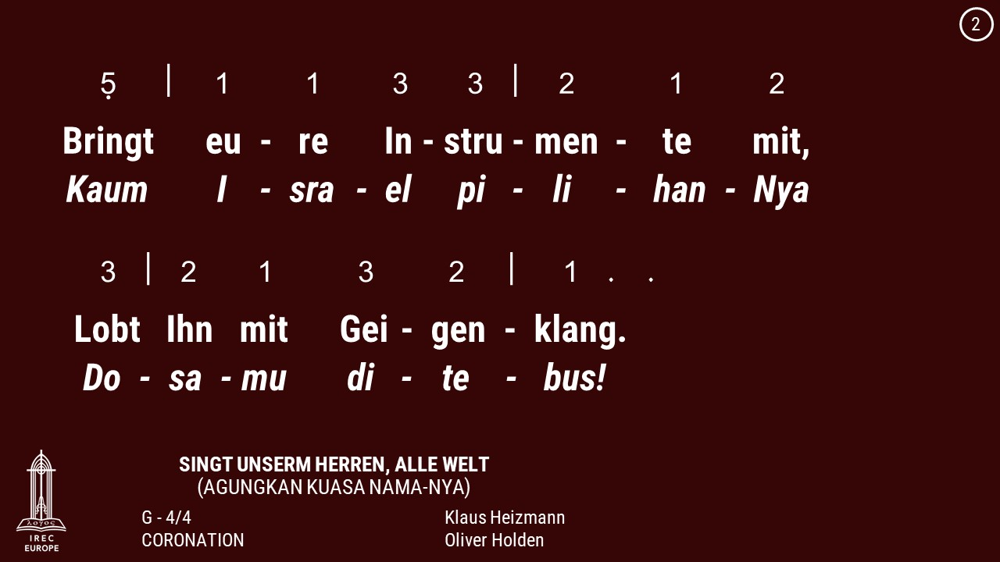 2
5̣ | 1 1 3 3 | 2 1 2
Bringt eu - re In - stru - men - te mit,
Kaum I - sra - el pi - li - han - Nya
3 | 2 1 3 2 | 1 . .
Lobt Ihn mit Gei - gen - klang.
Do - sa - mu di - te - bus!
SINGT UNSERM HERREN, ALLE WELT
(AGUNGKAN KUASA NAMA-NYA)
G - 4/4 Klaus Heizmann
CORONATION Oliver Holden
λογος
IREC
EUROPE